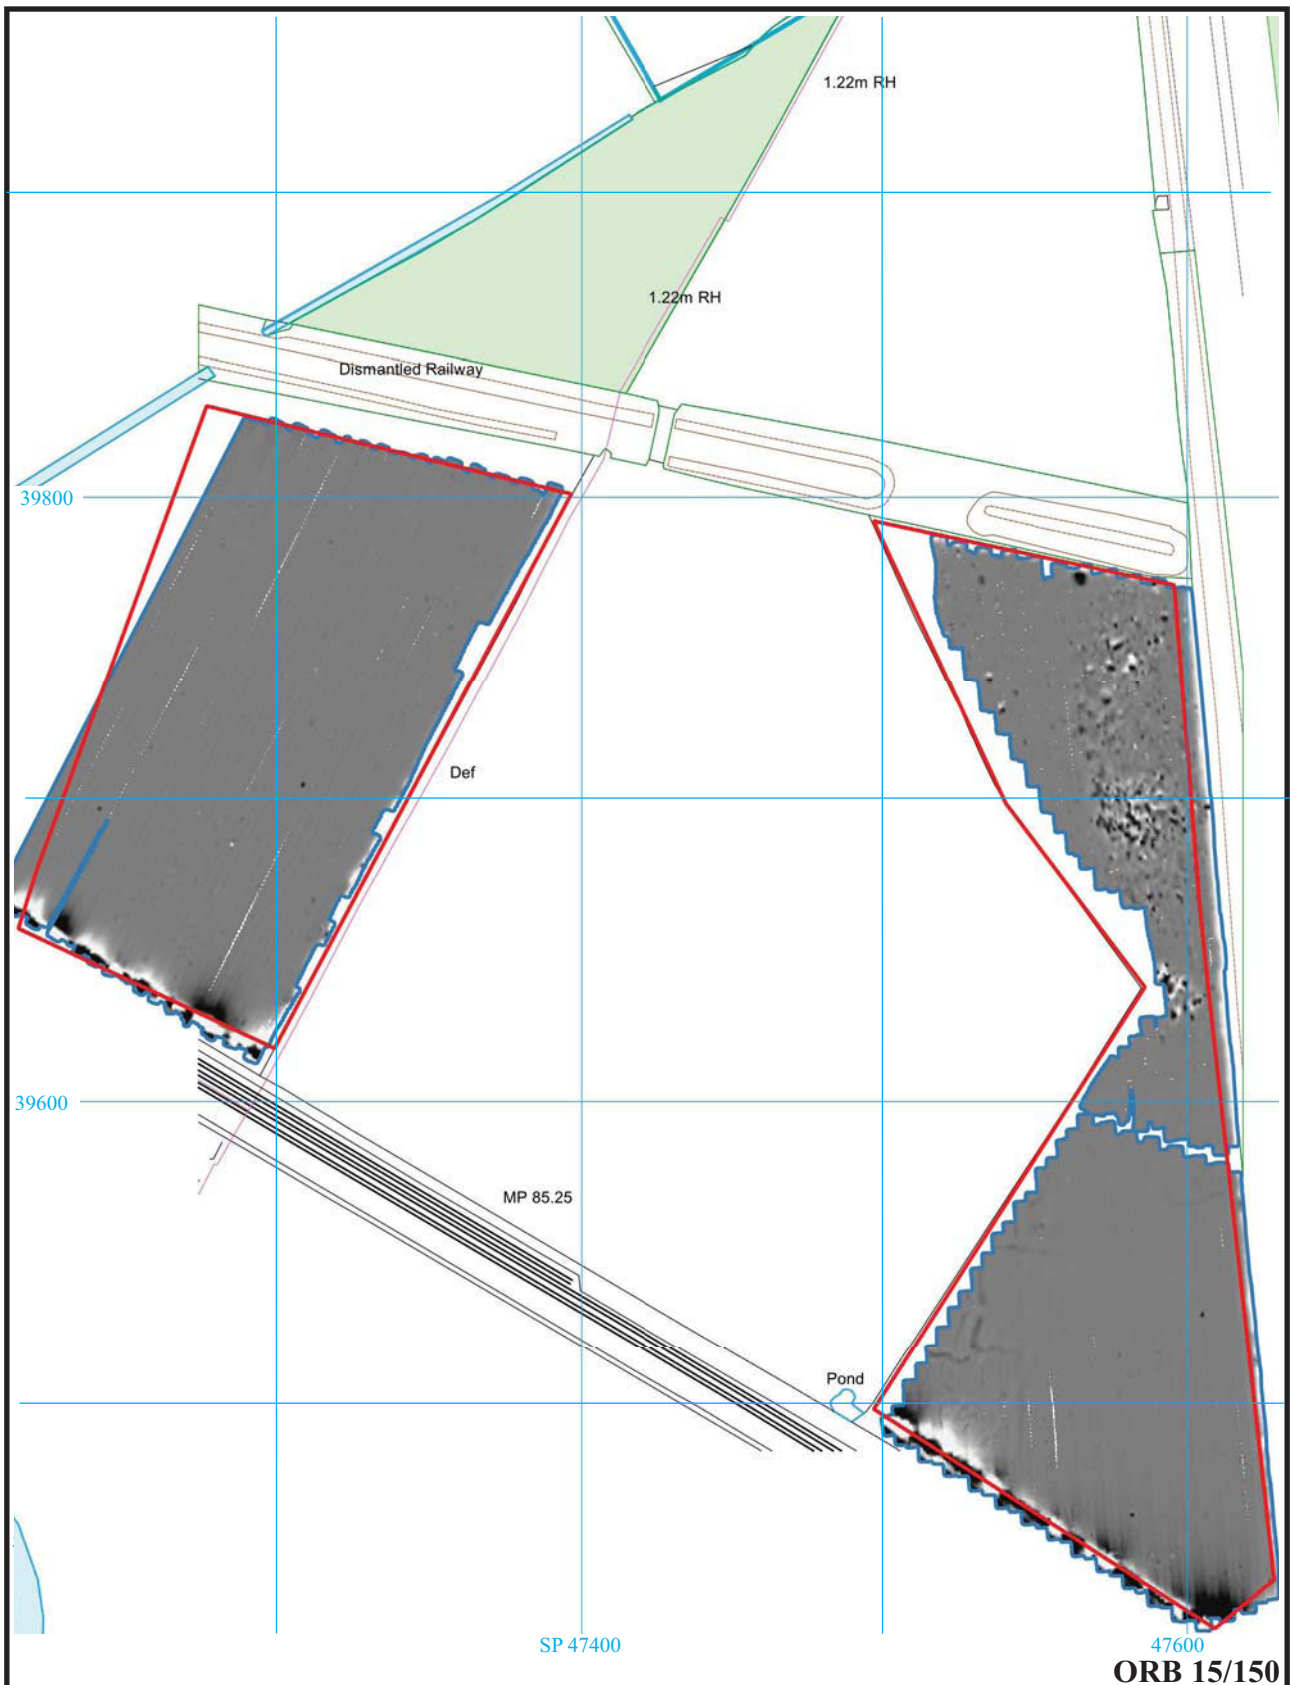 1.22m RH
1.22m RH
Dismantled Railway
39800
Def
39600
MP 85.25
Pond
SP 47400
47600
ORB 15/150